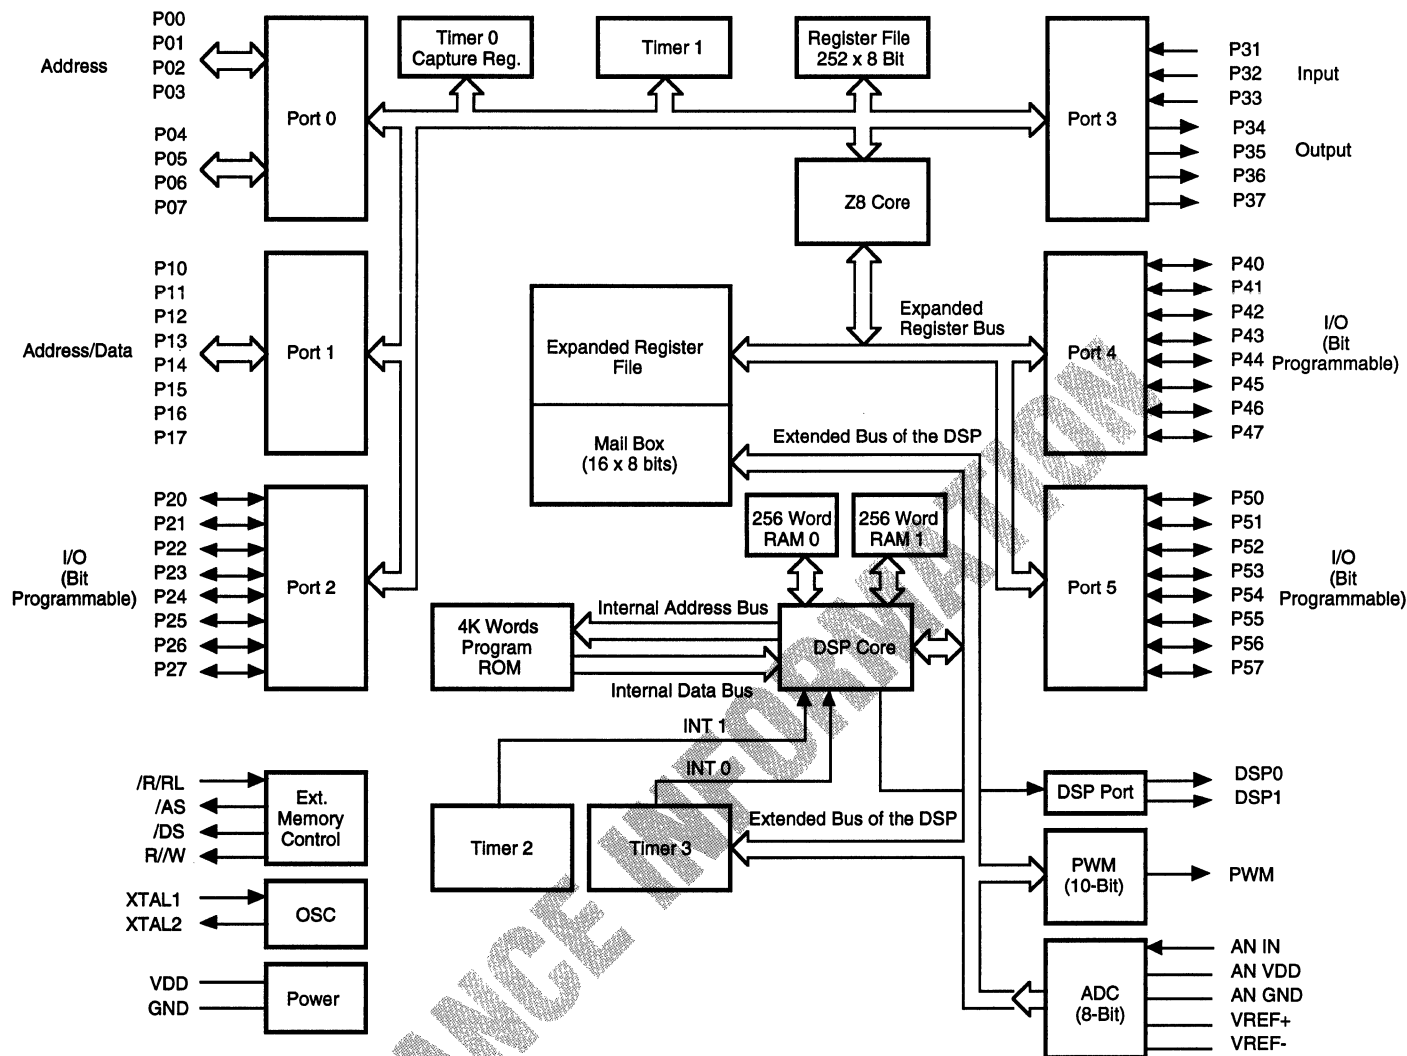 P00
P01
P02
P03
Address
P04
P05
P06
P07
Port 0
Timer 0
Capture Reg.
Timer 1
Register File
252 x 8 Bit
Port 3
P31
P32
P33
Input
P34
P35
P36
P37
Output
Z8 Core
P10
P11
P12
P13
P14
P15
P16
P17
Address/Data
Port 1
Expanded Register
File
Mail Box
(16 x 8 bits)
Expanded
Register Bus
Extended Bus of the DSP
Port 4
P40
P41
P42
P43
P44
P45
P46
P47
I/O
(Bit
Programmable)
P20
P21
P22
P23
P24
P25
P26
P27
I/O
(Bit
Programmable)
Port 2
256 Word
RAM 0
256 Word
RAM 1
4K Words
Program
ROM
Internal Address Bus
Internal Data Bus
DSP Core
Port 5
P50
P51
P52
P53
P54
P55
P56
P57
I/O
(Bit
Programmable)
INT 1
INT 0
Timer 2
Timer 3
Extended Bus of the DSP
/R/RL
/AS
/DS
R//W
Ext.
Memory
Control
XTAL1
XTAL2
OSC
VDD
GND
Power
DSP Port
DSP0
DSP1
PWM
(10-Bit)
PWM
ADC
(8-Bit)
AN IN
AN VDD
AN GND
VREF+
VREF-
ANCE INFORMATION